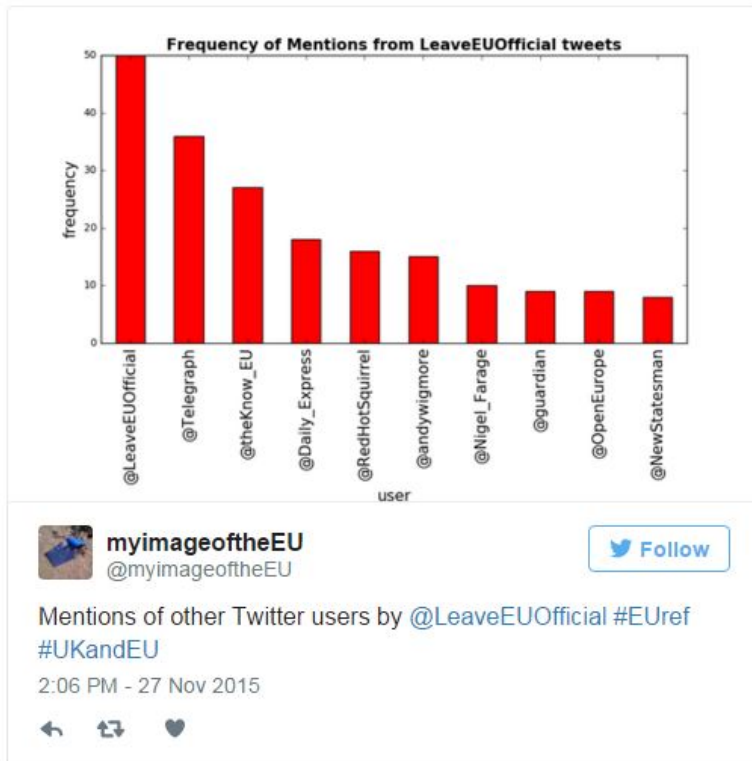 Frequency of Mentions from LeaveEUOfficial tweets
50
40
30
20
10
0
frequency
@LeaveEUOfficial
@Telegraph
@theKnow_EU
@Daily_Express
@RedHotSquirrel
@andywigmore
@Nigel_Farage
@guardian
@OpenEurope
@NewStatesman
user
myimageoftheEU
@myimageoftheEU
Follow
Mentions of other Twitter users by @LeaveEUOfficial #EUref
#UKandEU
2:06 PM - 27 Nov 2015